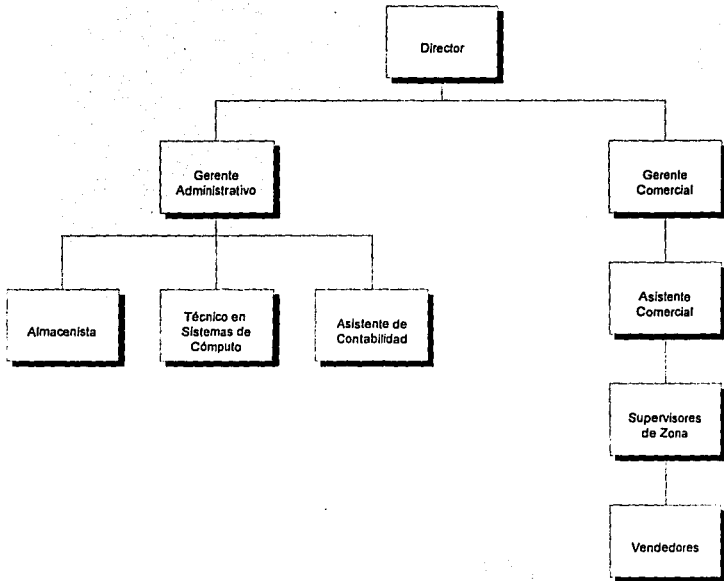 Director
Gerente
Administrativo
Gerente
Comercial
Almacenista
Técnico en
Sistemas de
Cómputo
Asistente de
Contabilidad
Asistente
Comercial
Supervisores
de Zona
Vendedores